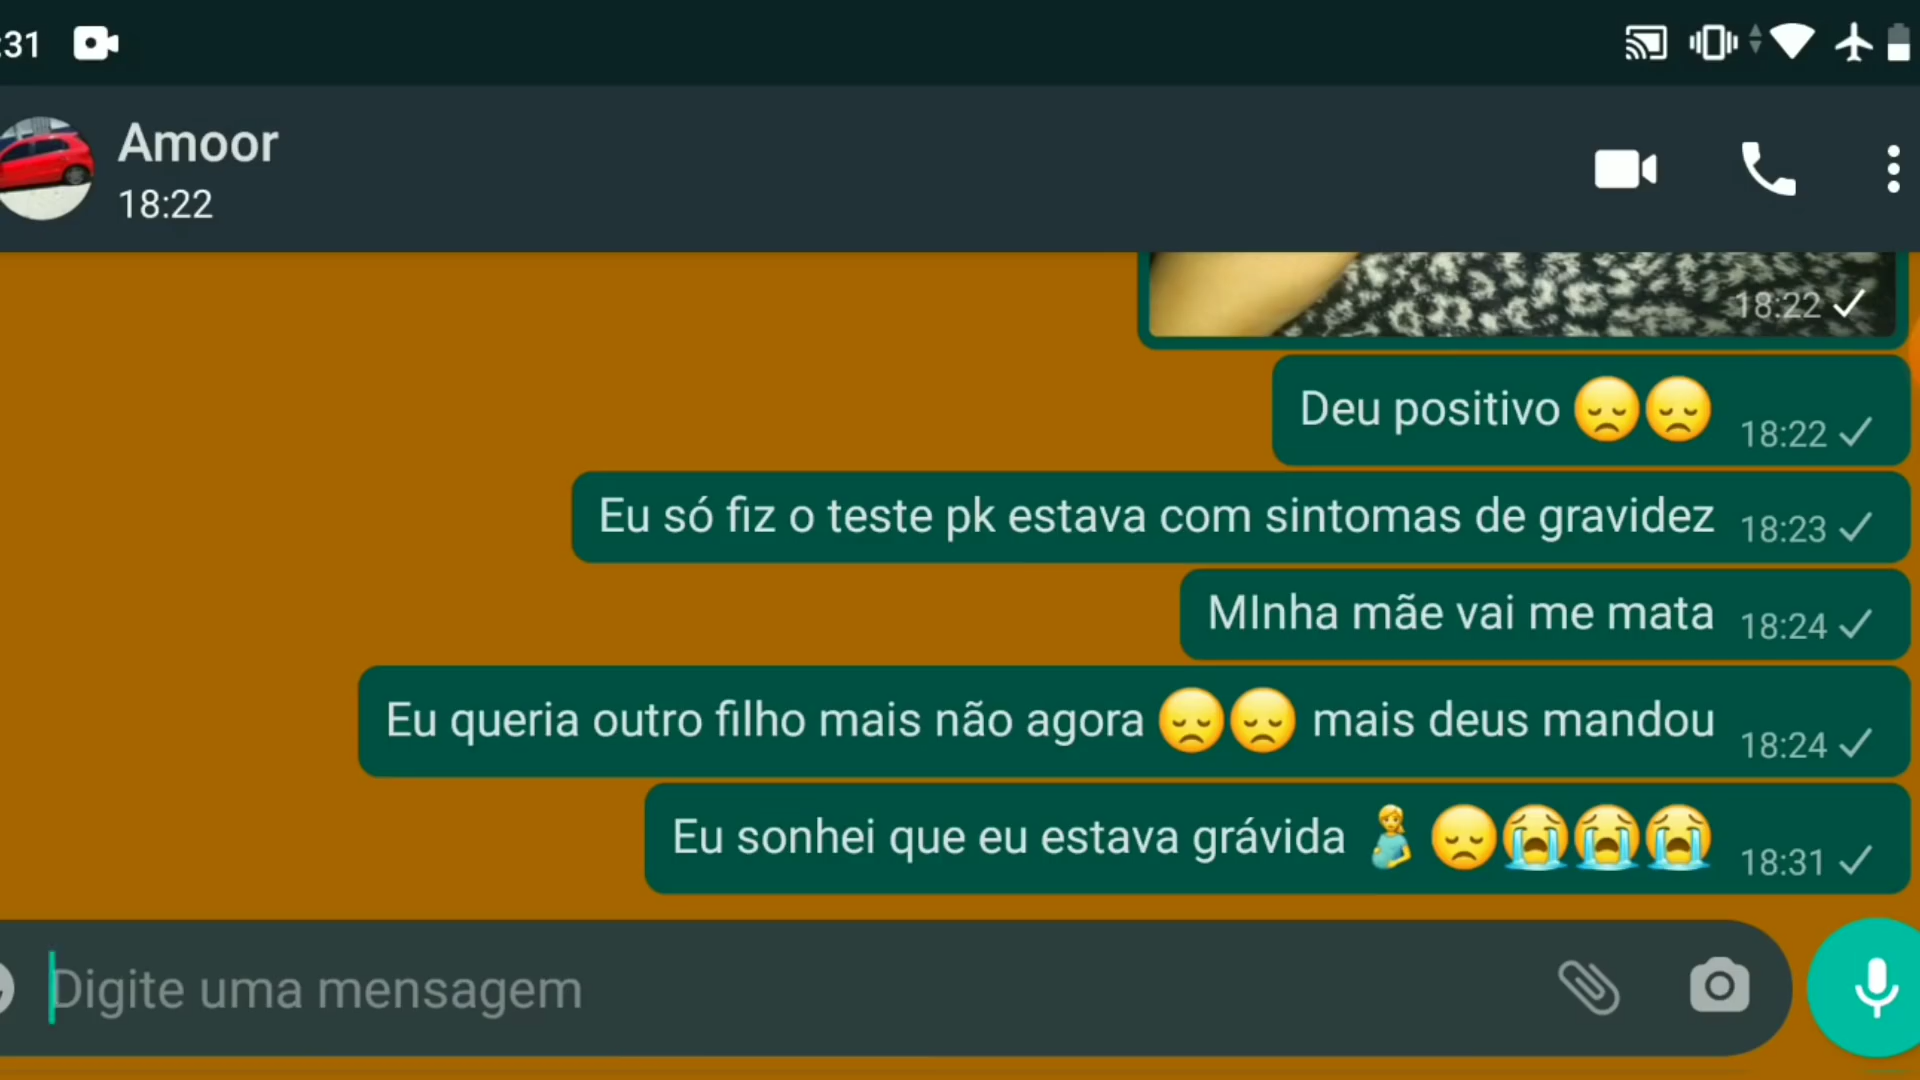 :31
Amoor
18:22
18:22
Deu positivo 😞😞 18:22
Eu só fiz o teste pk estava com sintomas de gravidez 18:23
MInha mãe vai me mata 18:24
Eu queria outro filho mais não agora 😞😞 mais deus mandou 18:24
Eu sonhei que eu estava grávida 🤰😞😭😭😭 18:31
Digite uma mensagem